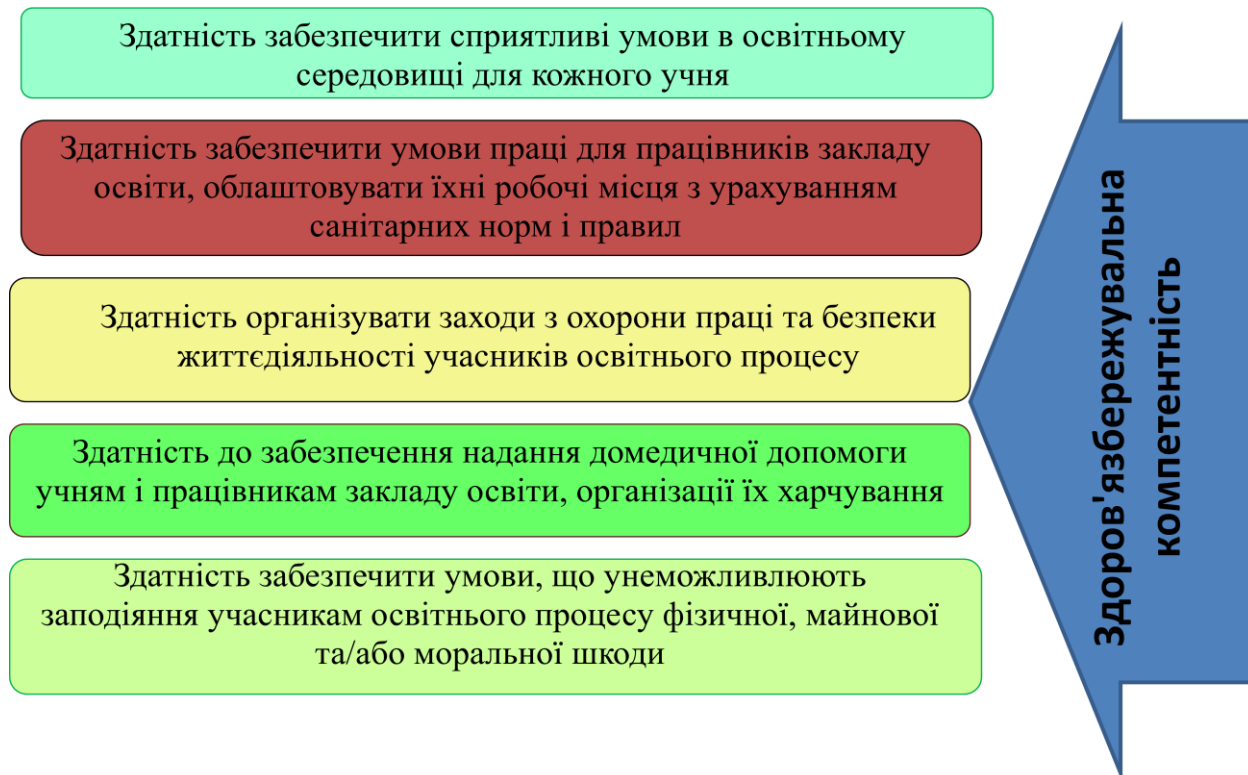 Здатність забезпечити сприятливі умови в освітньому
середовищі для кожного учня
Здатність забезпечити умови праці для працівників закладу
освіти, облаштовувати їхні робочі місця з урахуванням
санітарних норм і правил
Здатність організувати заходи з охорони праці та безпеки
життєдіяльності учасників освітнього процесу
Здатність до забезпечення надання домедичної допомоги
учням і працівникам закладу освіти, організації їх харчування
Здатність забезпечити умови, що унеможливлюють
заподіяння учасникам освітнього процесу фізичної, майнової
та/або моральної шкоди
Здоров'язбережувальна
компетентність